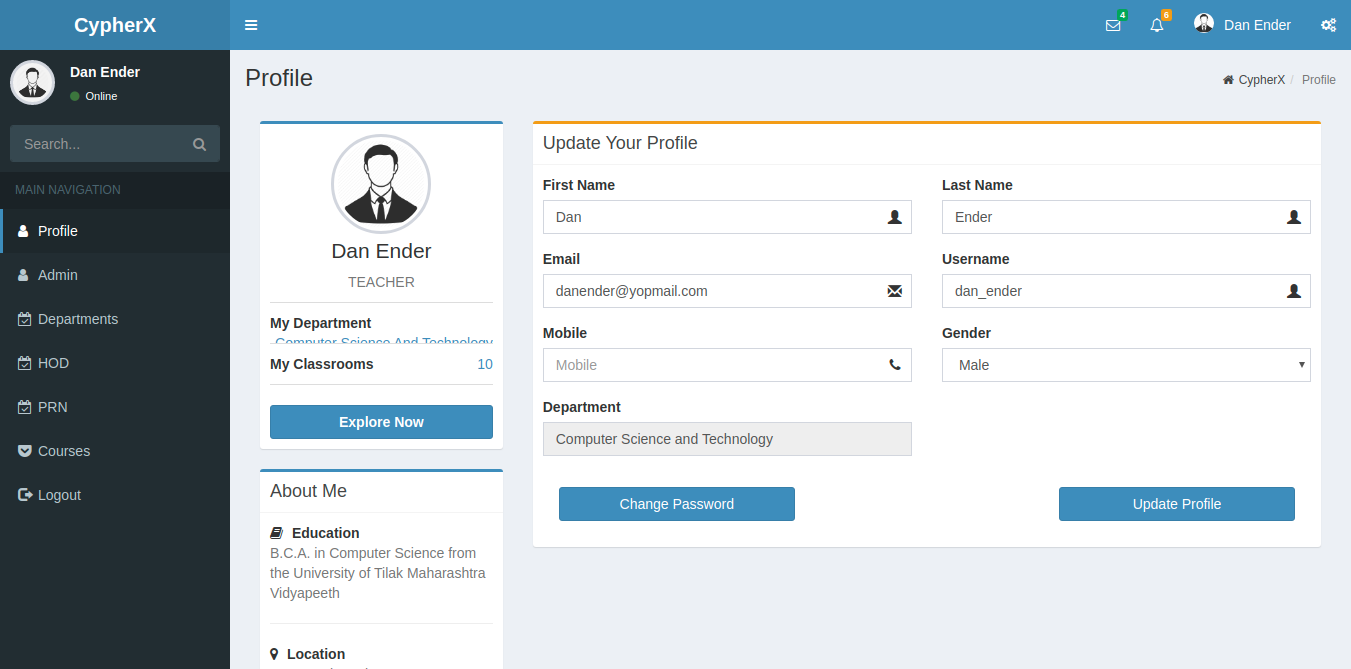 CypherX
4
6
Dan Ender
Dan Ender
Online
Search...
MAIN NAVIGATION
Profile
Admin
Departments
HOD
PRN
Courses
Logout
Profile
CypherX / Profile
Dan Ender
TEACHER
My Department
Computer Science And Technology
My Classrooms 10
Explore Now
About Me
Education
B.C.A. in Computer Science from
the University of Tilak Maharashtra
Vidyapeeth
Location
Update Your Profile
First Name
Dan
Last Name
Ender
Email
danender@yopmail.com
Username
dan_ender
Mobile
Mobile
Gender
Male
Department
Computer Science and Technology
Change Password
Update Profile